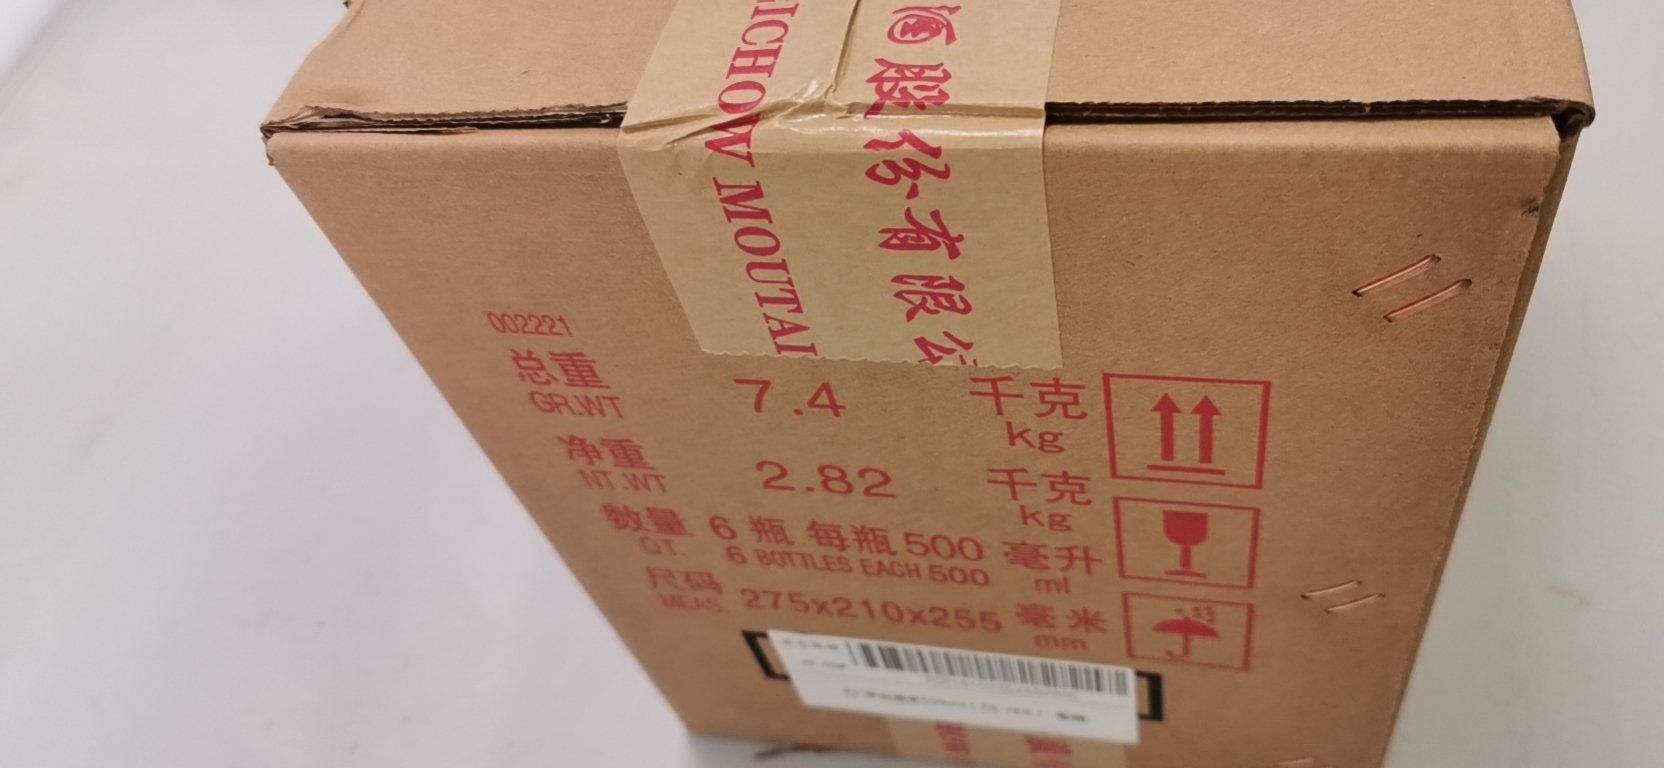 酒股份有限公
EICHOW MOUTAI
002221
总重 7.4 千克
GR.WT kg
净重 2.82 千克
NT.WT kg
数量 6 瓶 每瓶 500 毫升
QT. 6 BOTTLES EACH 500 ml
尺码 275x210x255 毫米
MEAS. mm